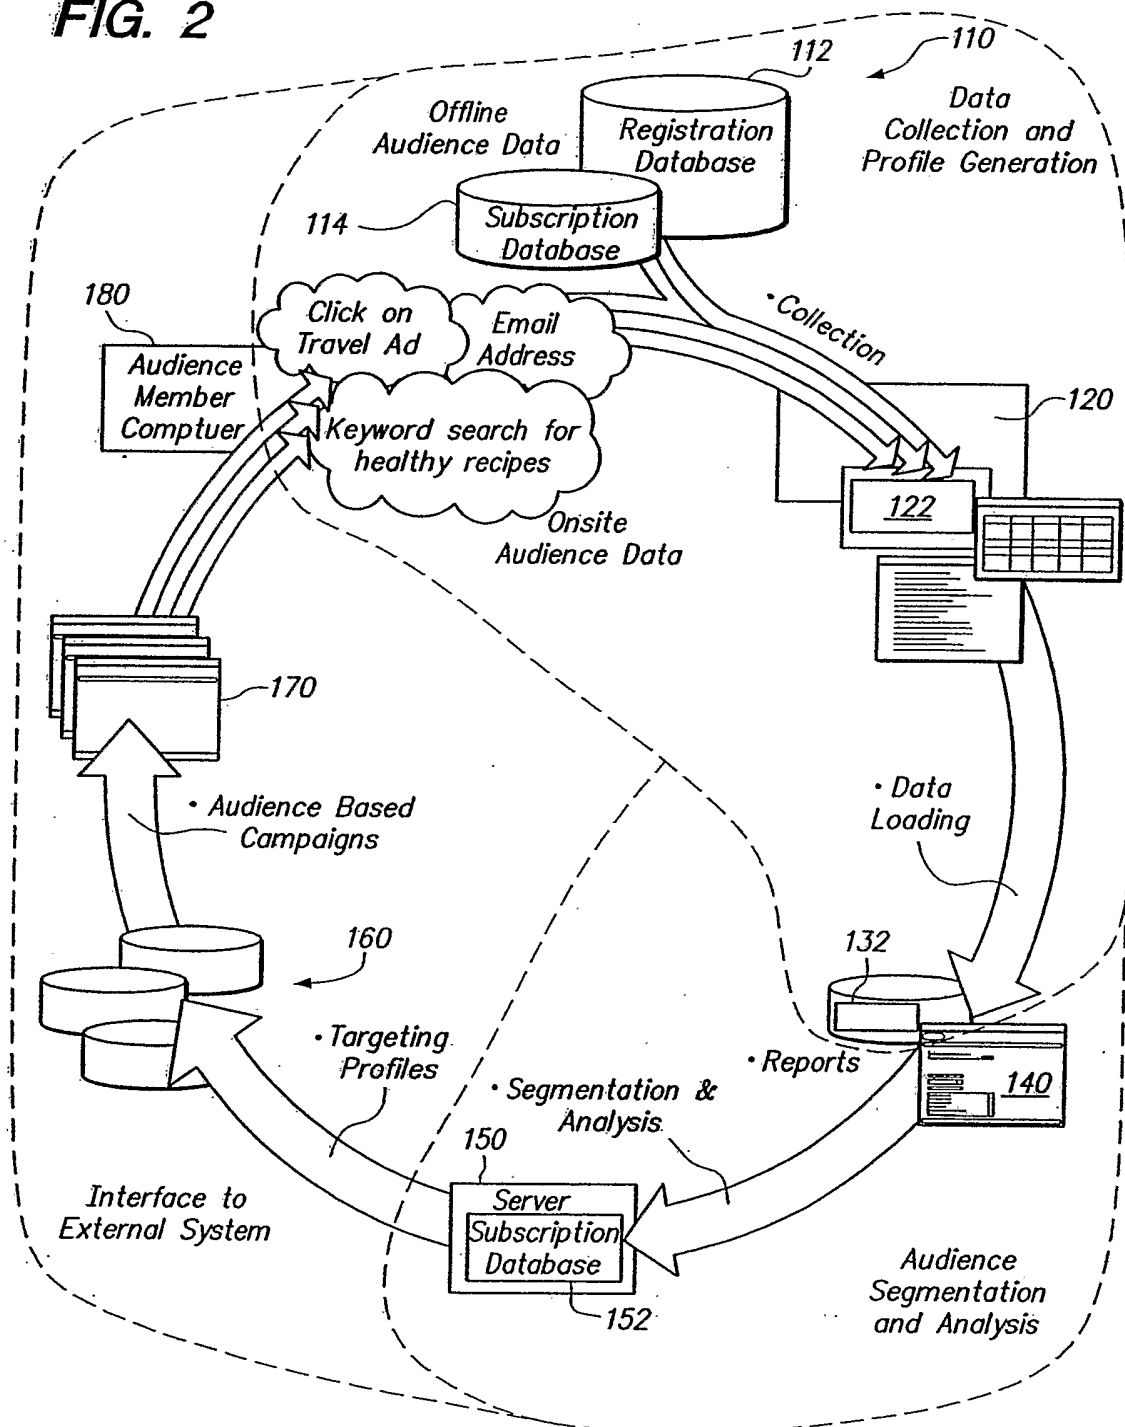 FIG. 2
110
112
Offline
Audience Data
Registration
Database
Data
Collection and
Profile Generation
114
Subscription
Database
180
Click on
Travel Ad
Email
Address
• Collection
Audience
Member
Comptuer
120
Keyword search for
healthy recipes
122
Onsite
Audience Data
170
• Data
Loading
• Audience Based
Campaigns
160
132
• Targeting
Profiles
• Reports
140
• Segmentation &
Analysis
150
Server
Subscription
Database
152
Interface to
External System
Audience
Segmentation
and Analysis